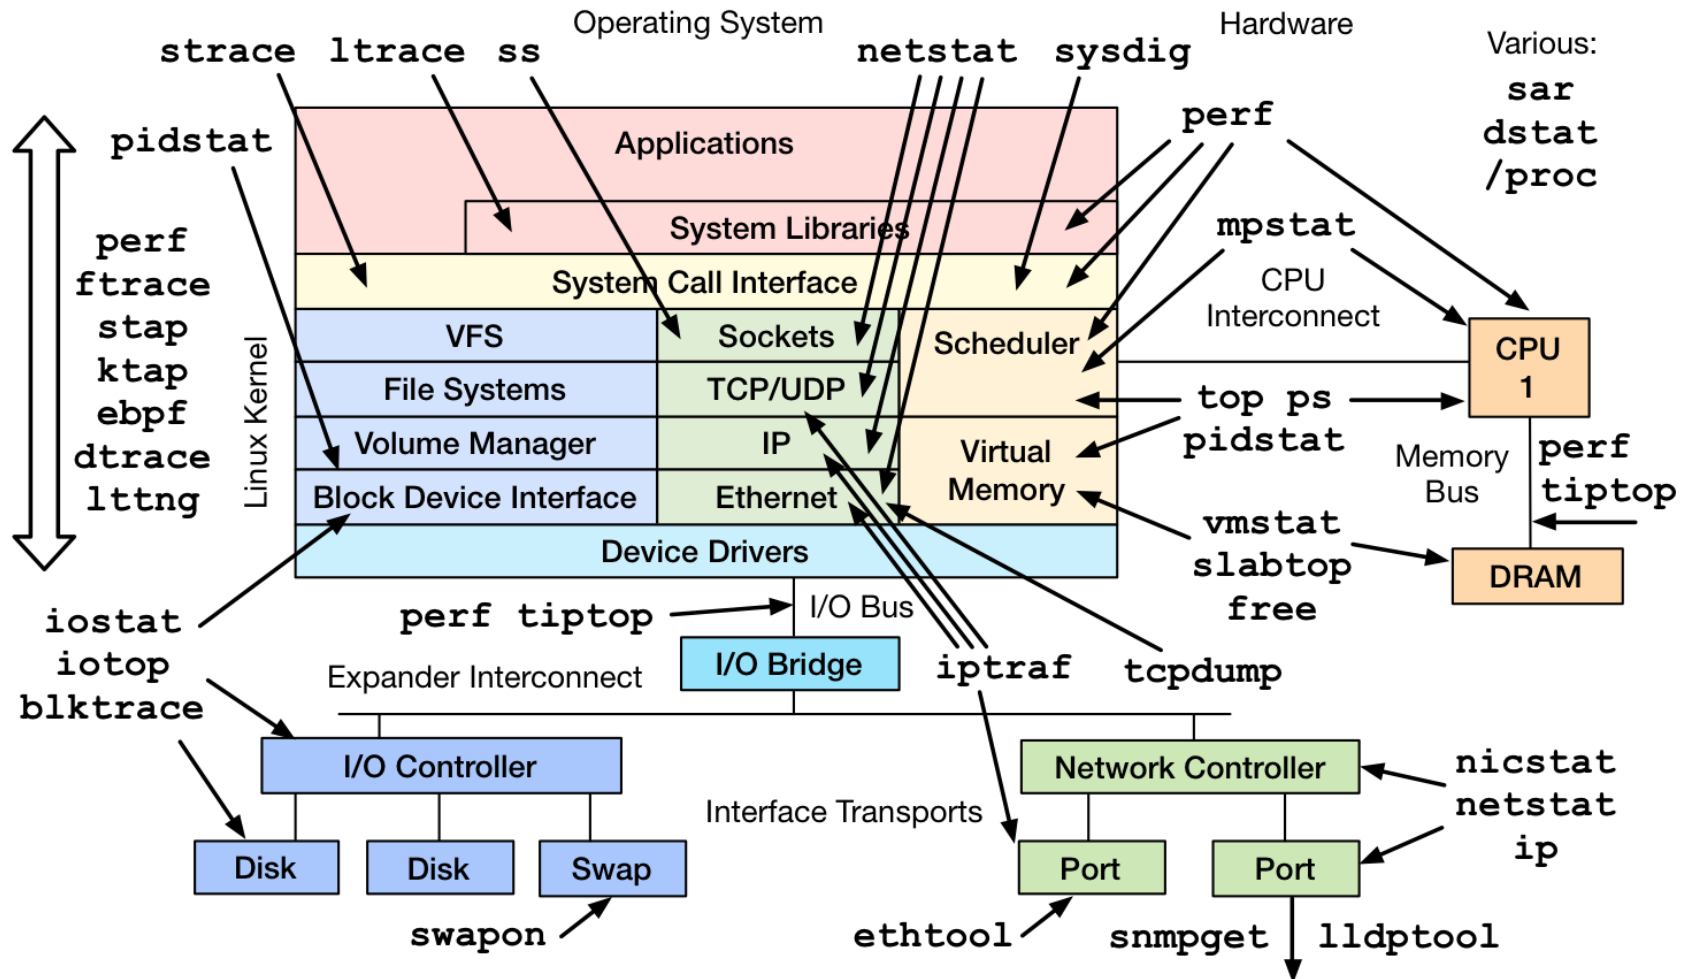 Operating System
Hardware
Various:
sar
dstat
/proc
strace ltrace ss
netstat sysdig
perf
pidstat
Applications
System Libraries
System Call Interface
mpstat
CPU
Interconnect
perf
ftrace
stap
ktap
ebpf
dtrace
lttng
Linux Kernel
VFS
Sockets
Scheduler
File Systems
TCP/UDP
Volume Manager
IP
Virtual
Memory
Block Device Interface
Ethernet
Device Drivers
CPU
1
top ps
pidstat
Memory
Bus
perf
tiptop
vmstat
slabtop
free
DRAM
iostat
iotop
blktrace
perf tiptop
I/O Bus
I/O Bridge
Expander Interconnect
iptraf
tcpdump
I/O Controller
Network Controller
nicstat
netstat
ip
Interface Transports
Disk
Disk
Swap
Port
Port
swapon
ethtool
snmpget
lldptool